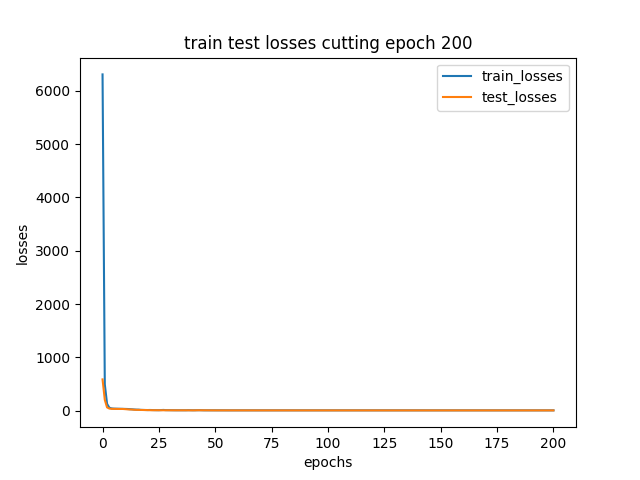 train test losses cutting epoch 200
train_losses
test_losses
6000
5000
4000
3000
2000
1000
0
losses
0 25 50 75 100 125 150 175 200
epochs